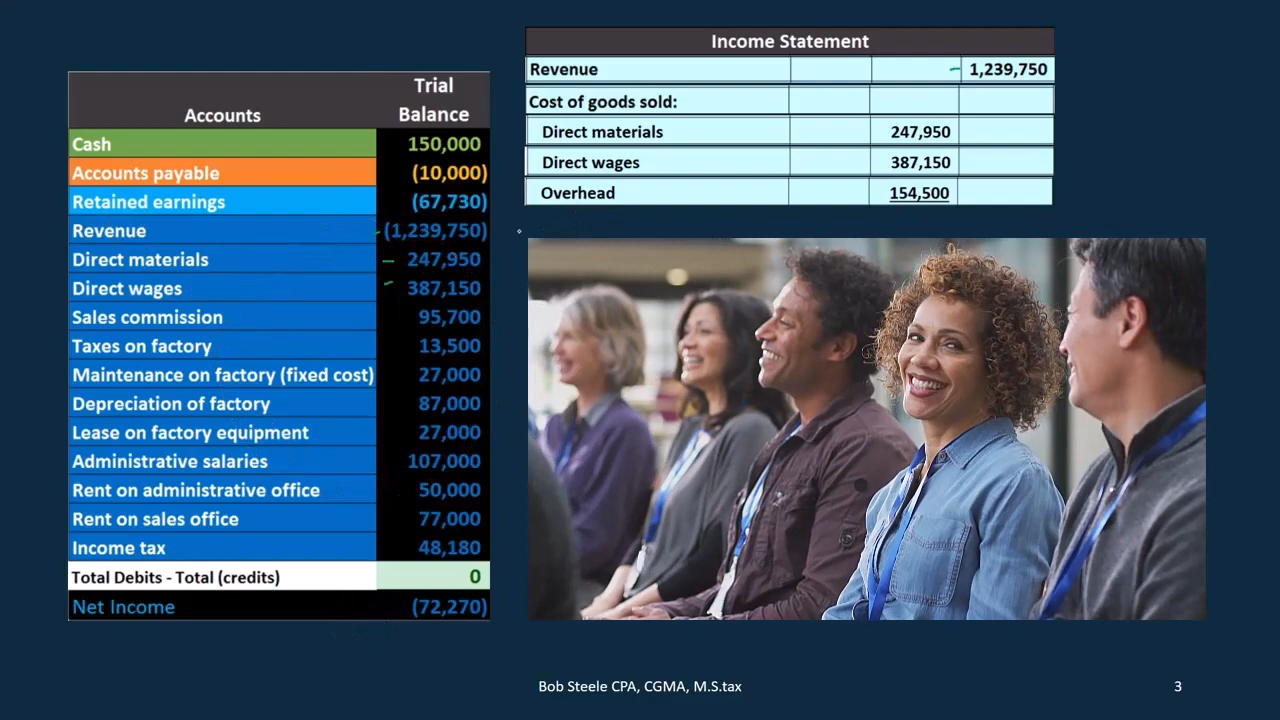 Accounts Trial Balance
Cash 150,000
Accounts payable (10,000)
Retained earnings (67,730)
Revenue (1,239,750)
Direct materials 247,950
Direct wages 387,150
Sales commission 95,700
Taxes on factory 13,500
Maintenance on factory (fixed cost) 27,000
Depreciation of factory 87,000
Lease on factory equipment 27,000
Administrative salaries 107,000
Rent on administrative office 50,000
Rent on sales office 77,000
Income tax 48,180
Total Debits - Total (credits) 0
Net Income (72,270)
Income Statement
Revenue 1,239,750
Cost of goods sold:
Direct materials 247,950
Direct wages 387,150
Overhead 154,500
Bob Steele CPA, CGMA, M.S.tax 3